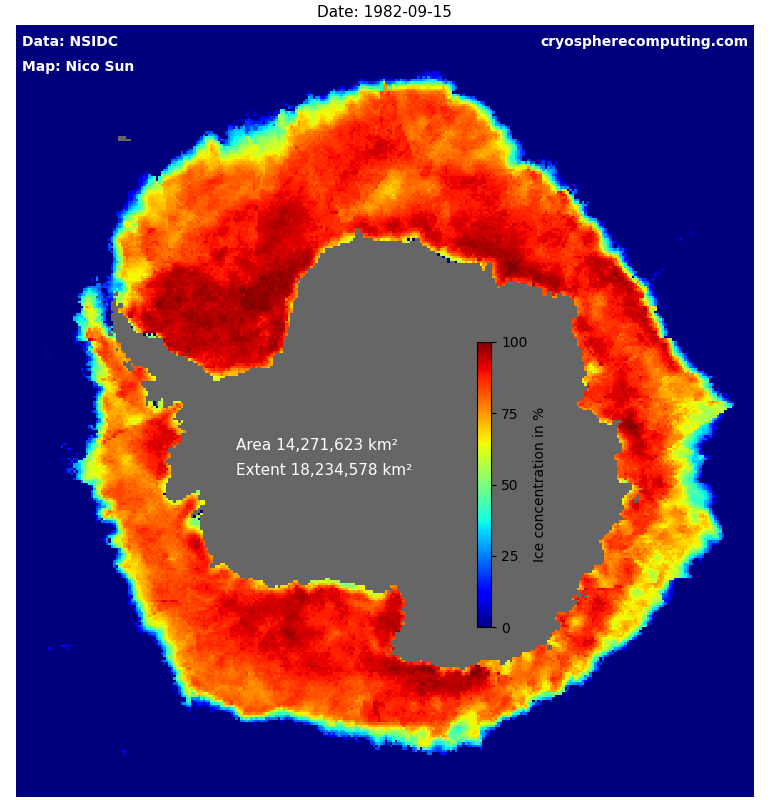 Date: 1982-09-15
Data: NSIDC
cryospherecomputing.com
Map: Nico Sun
100
75
50
25
0
Ice concentration in %
Area 14,271,623 km²
Extent 18,234,578 km²